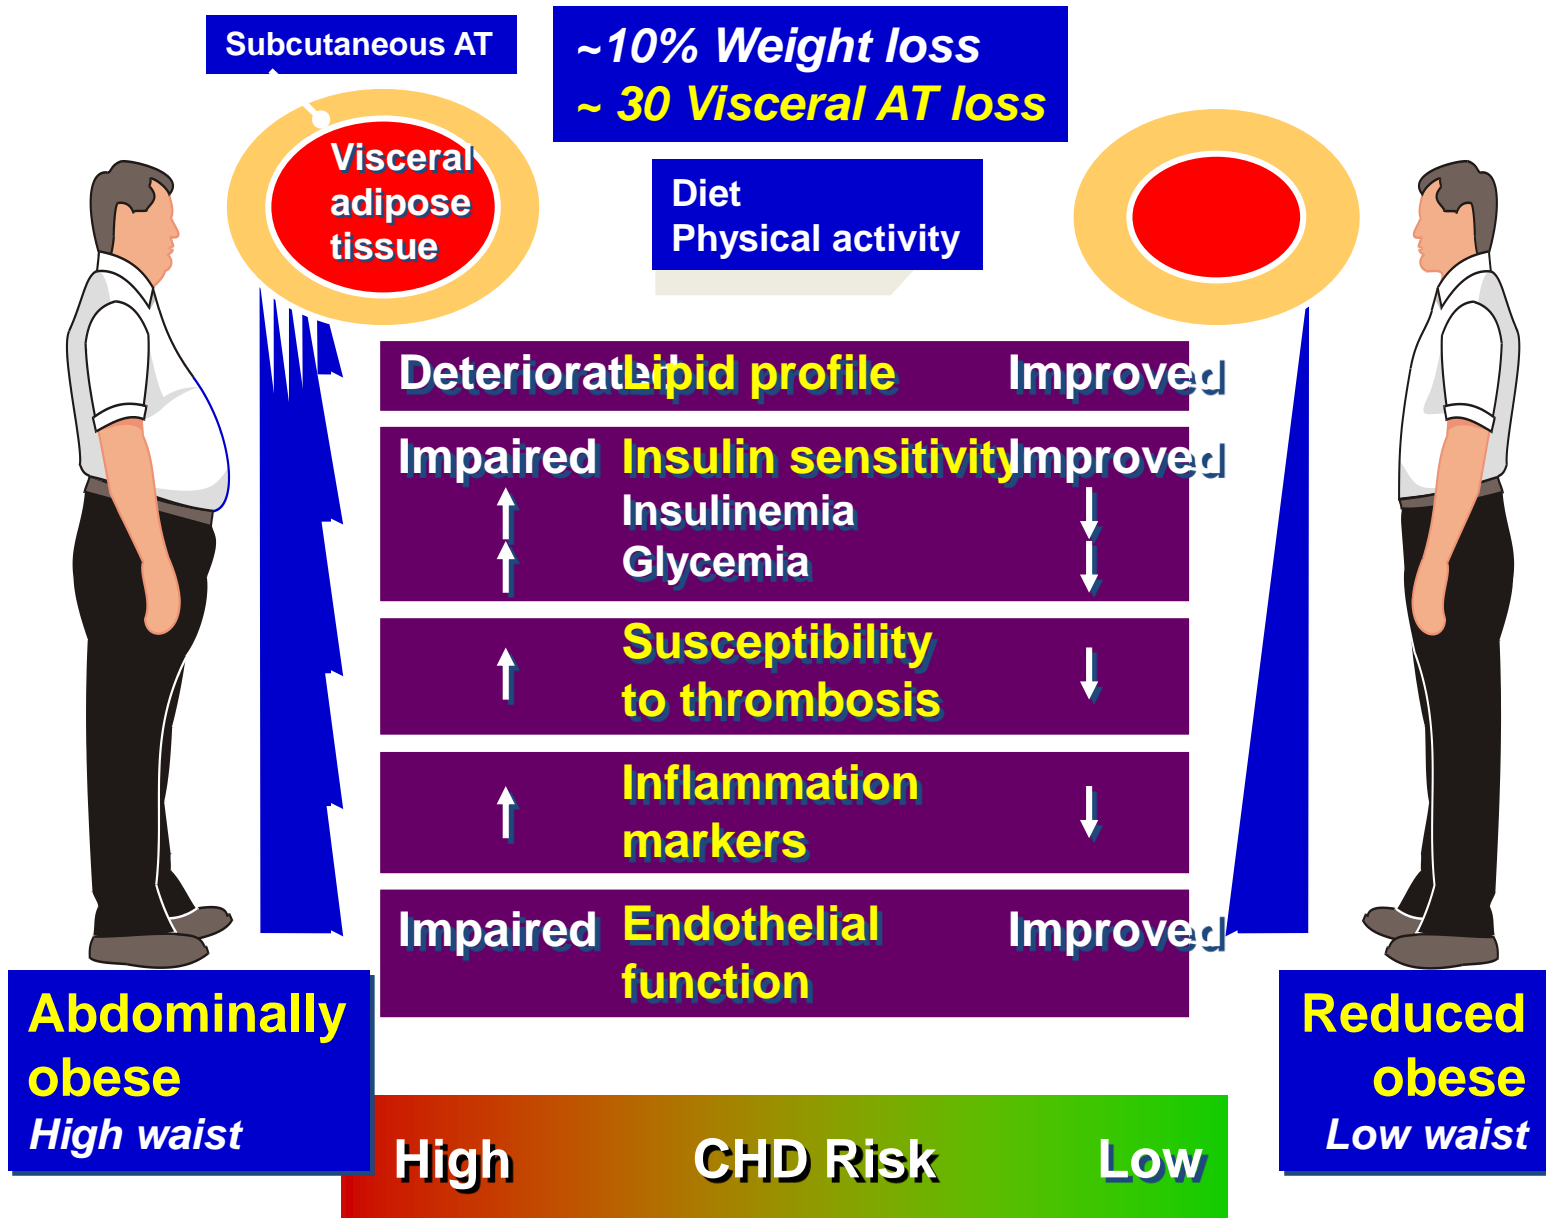 Subcutaneous AT
~10% Weight loss
~ 30 Visceral AT loss
Visceral
adipose
tissue
Diet
Physical activity
Deteriorated Lipid profile Improved
Impaired Insulin sensitivity Improved
Insulinemia
Glycemia
Susceptibility
to thrombosis
Inflammation
markers
Impaired Endothelial Improved
function
Abdominally
obese
High waist
Reduced
obese
Low waist
High CHD Risk Low